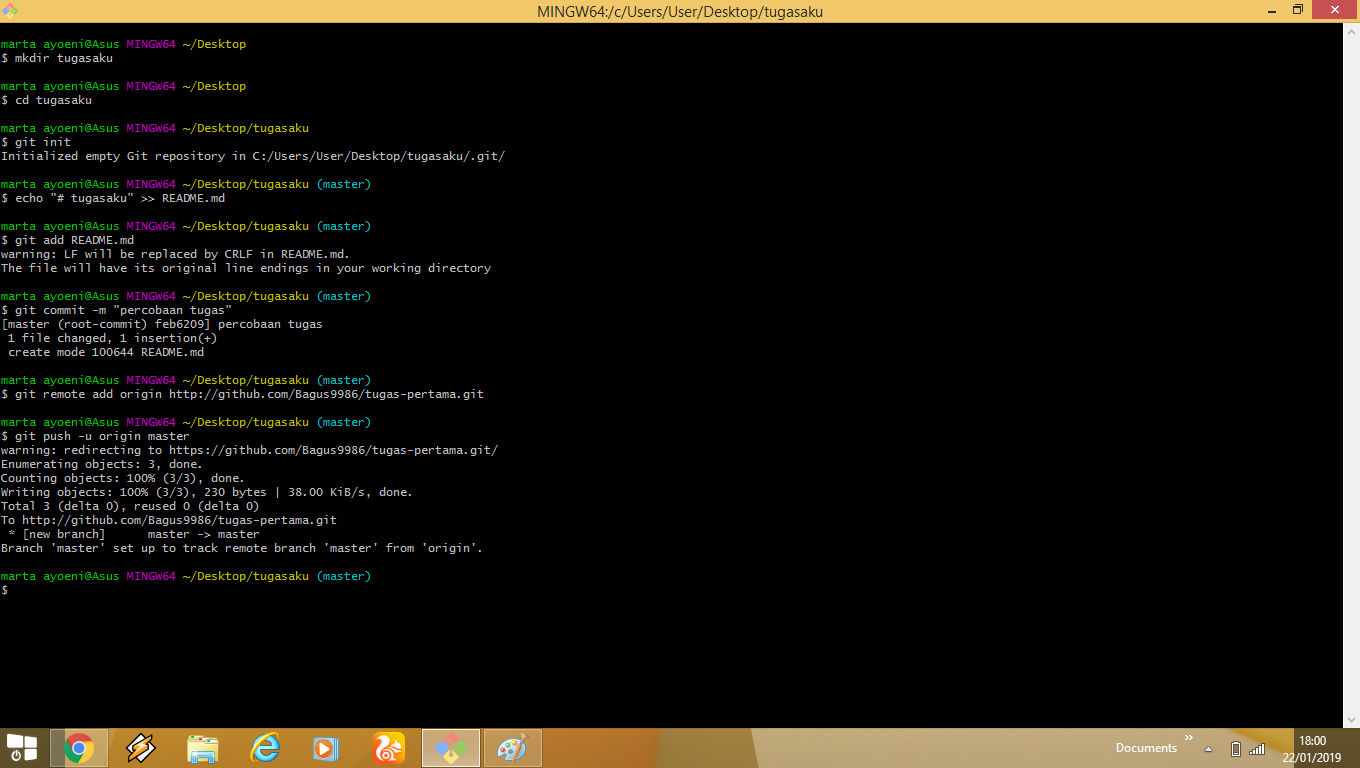 MINGW64:/c/Users/User/Desktop/tugasaku
marta ayoeni@Asus MINGW64 ~/Desktop
$ mkdir tugasaku
marta ayoeni@Asus MINGW64 ~/Desktop
$ cd tugasaku
marta ayoeni@Asus MINGW64 ~/Desktop/tugasaku
$ git init
Initialized empty Git repository in C:/Users/User/Desktop/tugasaku/.git/
marta ayoeni@Asus MINGW64 ~/Desktop/tugasaku (master)
$ echo "# tugasaku" >> README.md
marta ayoeni@Asus MINGW64 ~/Desktop/tugasaku (master)
$ git add README.md
warning: LF will be replaced by CRLF in README.md.
The file will have its original line endings in your working directory
marta ayoeni@Asus MINGW64 ~/Desktop/tugasaku (master)
$ git commit -m "percobaan tugas"
[master (root-commit) feb6209] percobaan tugas
 1 file changed, 1 insertion(+)
 create mode 100644 README.md
marta ayoeni@Asus MINGW64 ~/Desktop/tugasaku (master)
$ git remote add origin http://github.com/Bagus9986/tugas-pertama.git
marta ayoeni@Asus MINGW64 ~/Desktop/tugasaku (master)
$ git push -u origin master
warning: redirecting to https://github.com/Bagus9986/tugas-pertama.git/
Enumerating objects: 3, done.
Counting objects: 100% (3/3), done.
Writing objects: 100% (3/3), 230 bytes | 38.00 KiB/s, done.
Total 3 (delta 0), reused 0 (delta 0)
To http://github.com/Bagus9986/tugas-pertama.git
 * [new branch]      master -> master
Branch 'master' set up to track remote branch 'master' from 'origin'.
marta ayoeni@Asus MINGW64 ~/Desktop/tugasaku (master)
$
Documents
18:00
22/01/2019